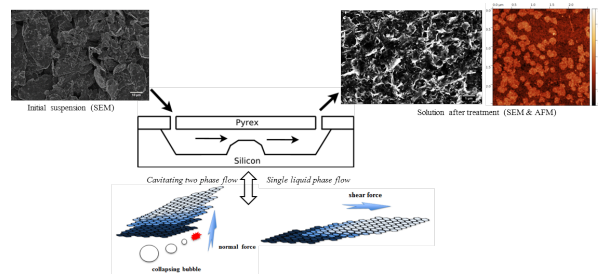 Initial suspension (SEM)
Solution after treatment (SEM & AFM)
Pyrex
Silicon
Cavitating two phase flow
Single liquid phase flow
shear force
normal force
collapsing bubble